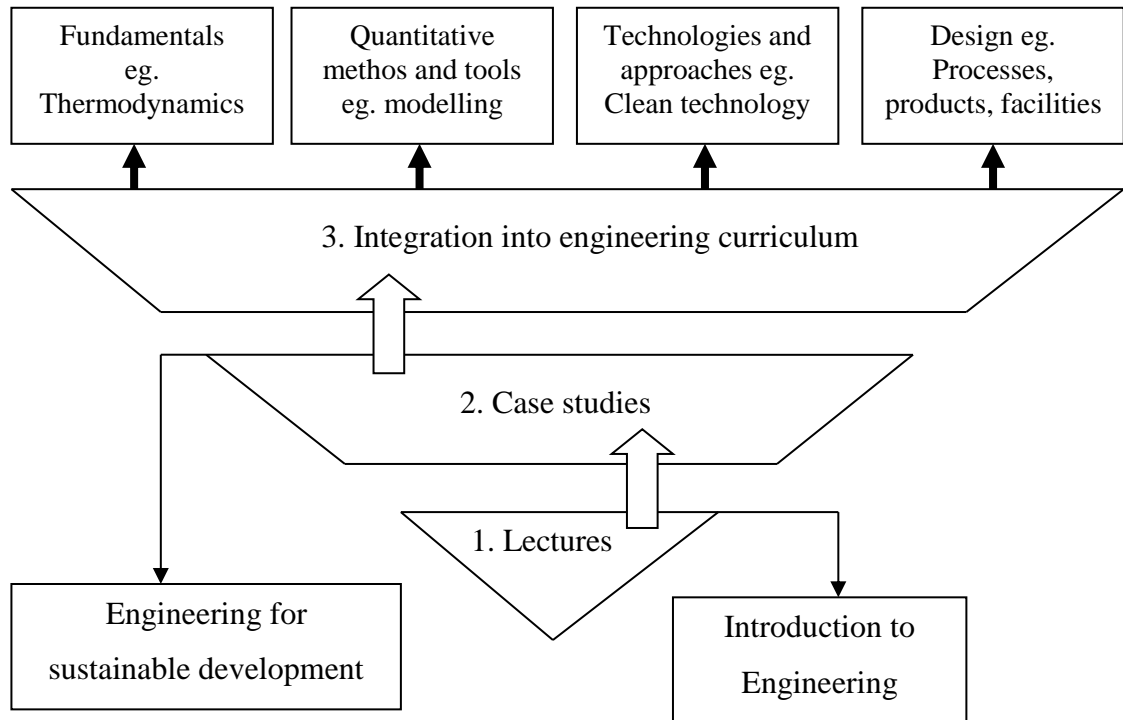 Fundamentals
eg.
Thermodynamics
Quantitative
methos and tools
eg. modelling
Technologies and
approaches eg.
Clean technology
Design eg.
Processes,
products, facilities
3. Integration into engineering curriculum
2. Case studies
1. Lectures
Engineering for
sustainable development
Introduction to
Engineering